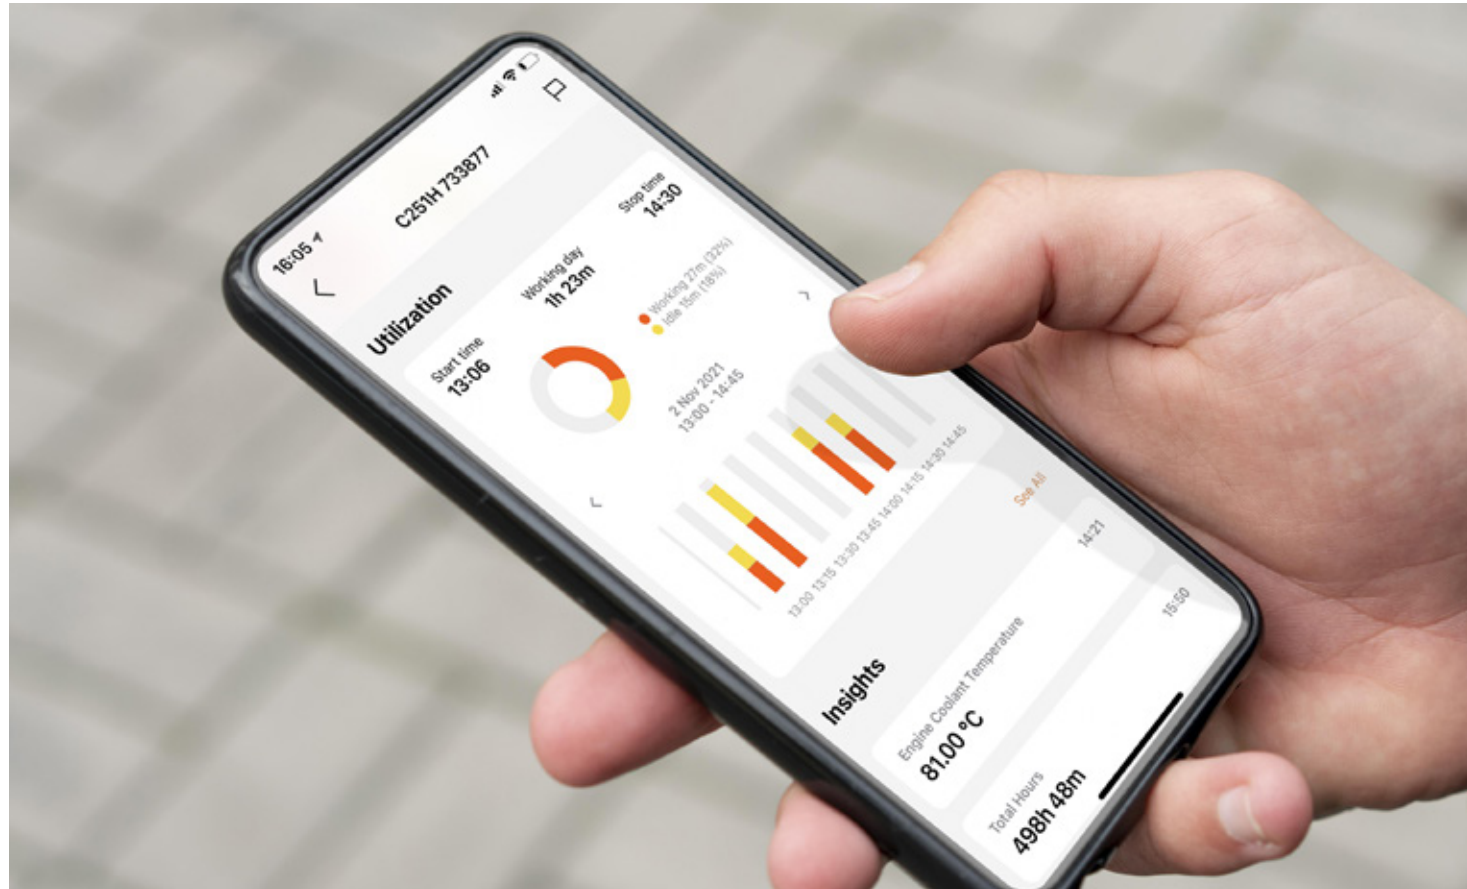 16:05
C251H 733877
Utilization
Start time
13:06
Working day
1h 23m
Stop time
14:30
Working 27m (32%)
Idle 15m (18%)
2 Nov 2021
13:00 - 14:45
13:00 13:15 13:30 13:45 14:00 14:15 14:30 14:45
Insights
See All
Engine Coolant Temperature
14:21
81.00 °C
Total Hours
15:50
498h 48m